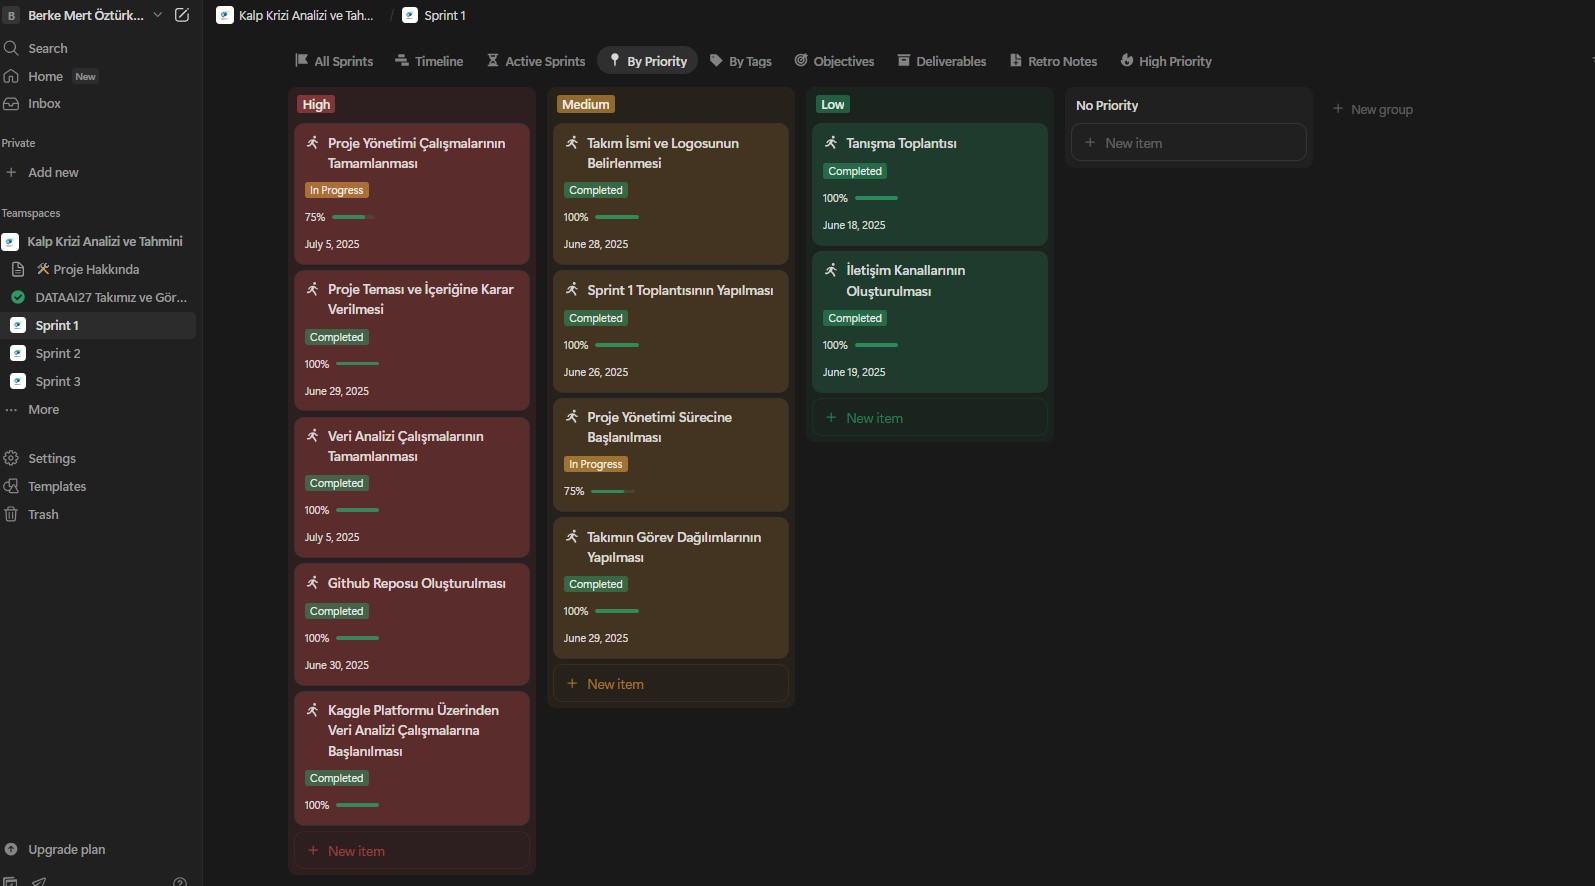 B Berke Mert Öztürk...
Search
Home New
Inbox
Private
Add new
Teamspaces
Kalp Krizi Analizi ve Tahmini
Proje Hakkında
DATAAI27 Takımız ve Gör...
Sprint 1
Sprint 2
Sprint 3
More
Settings
Templates
Trash
Upgrade plan
Kalp Krizi Analizi ve Tah... / Sprint 1
All Sprints Timeline Active Sprints By Priority By Tags Objectives Deliverables Retro Notes High Priority
High
Proje Yönetimi Çalışmalarının
Tamamlanması
In Progress
75%
July 5, 2025
Proje Teması ve İçeriğine Karar
Verilmesi
Completed
100%
June 29, 2025
Veri Analizi Çalışmalarının
Tamamlanması
Completed
100%
July 5, 2025
Github Reposu Oluşturulması
Completed
100%
June 30, 2025
Kaggle Platformu Üzerinden
Veri Analizi Çalışmalarına
Başlanılması
Completed
100%
+ New item
Medium
Takım İsmi ve Logosunun
Belirlenmesi
Completed
100%
June 28, 2025
Sprint 1 Toplantısının Yapılması
Completed
100%
June 26, 2025
Proje Yönetimi Sürecine
Başlanılması
In Progress
75%
Takımın Görev Dağılımlarının
Yapılması
Completed
100%
June 29, 2025
+ New item
Low
Tanışma Toplantısı
Completed
100%
June 18, 2025
İletişim Kanallarının
Oluşturulması
Completed
100%
June 19, 2025
+ New item
No Priority
+ New item
+ New group